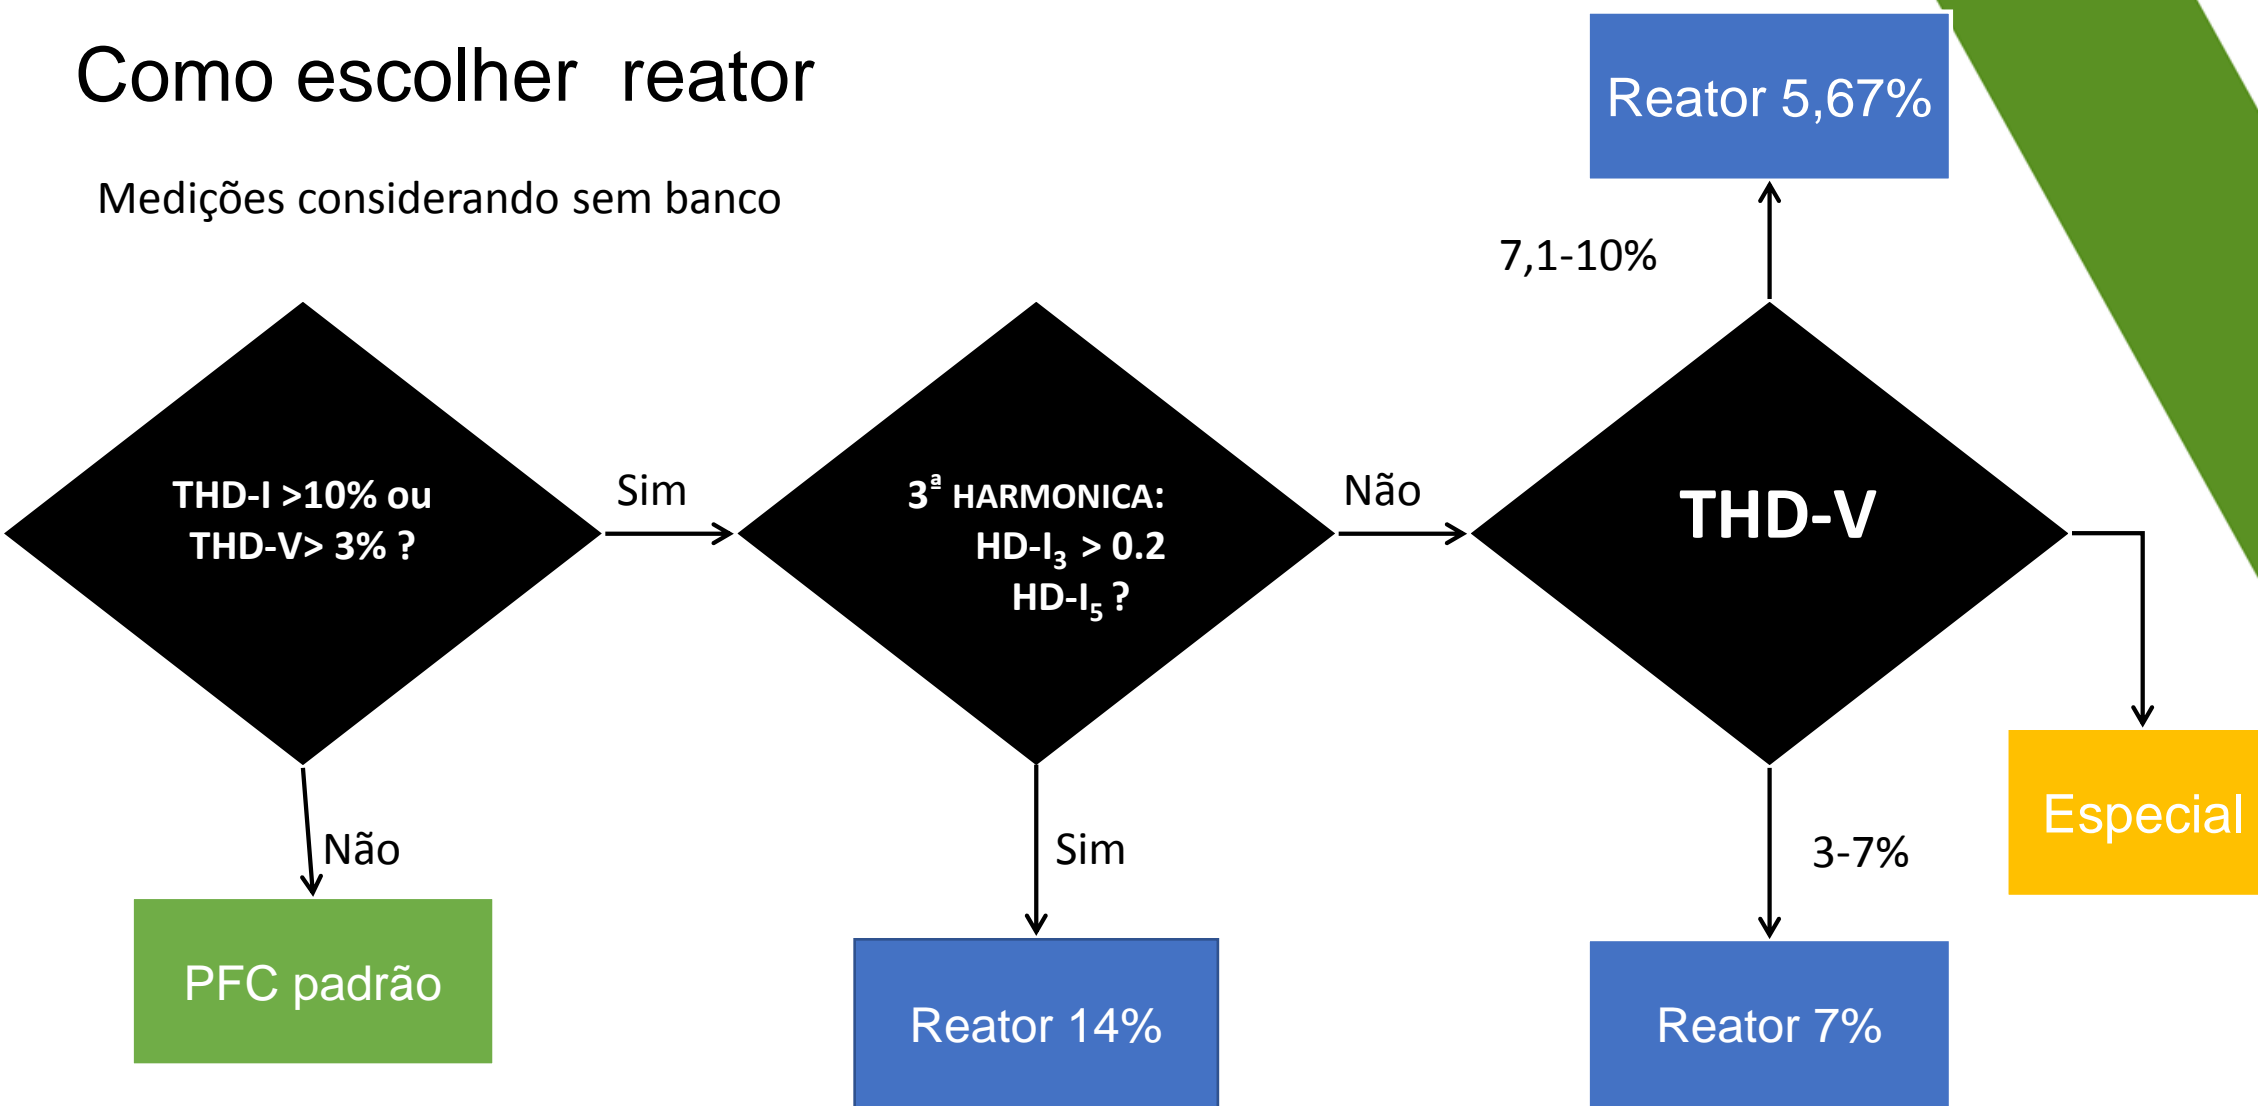 Como escolher reator
Medições considerando sem banco
THD-I >10% ou
THD-V> 3% ?
Sim
Não
PFC padrão
3ª HARMONICA:
HD-I₃ > 0.2
HD-I₅ ?
Não
Sim
Reator 14%
THD-V
7,1-10%
Reator 5,67%
3-7%
Reator 7%
Especial